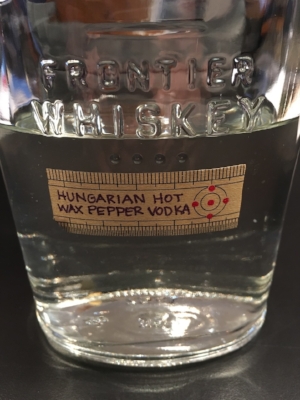 FRONTIER
WHISKEY
HUNGARIAN HOT
WAX PEPPER VODKA